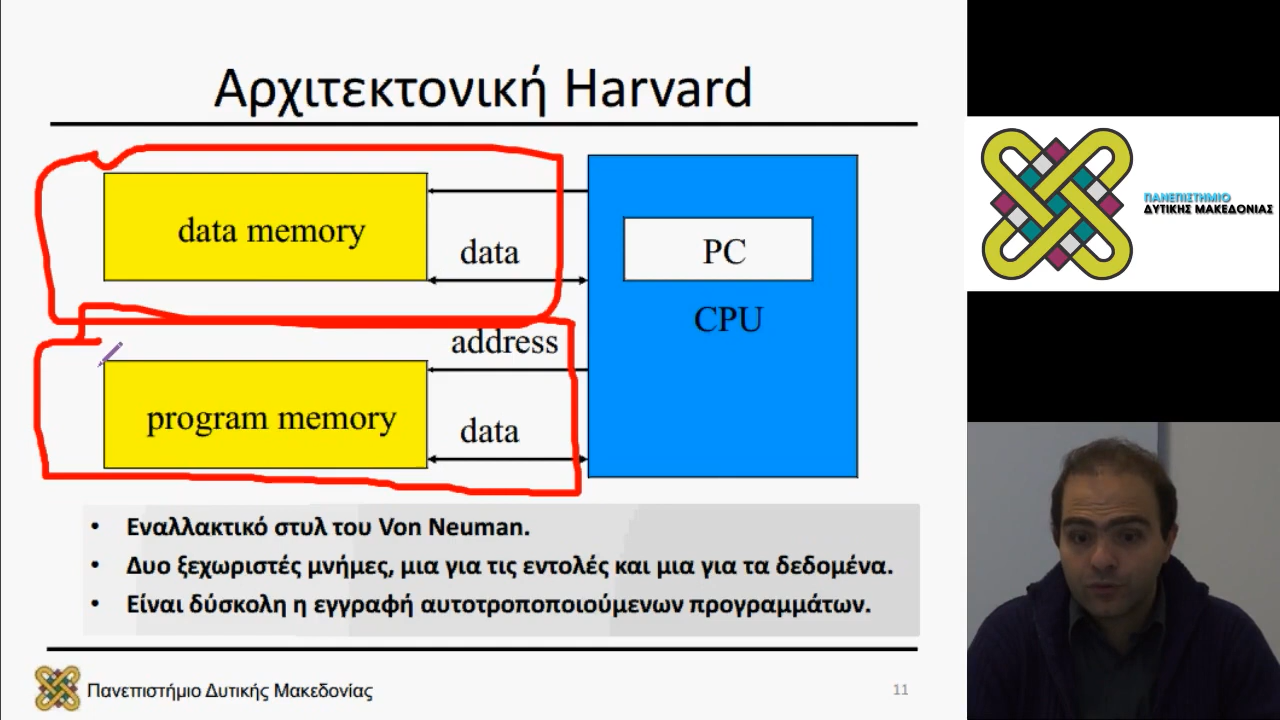 Αρχιτεκτονική Harvard
data memory
data
PC
CPU
address
program memory
data
• Εναλλακτικό στυλ του Von Neuman.
• Δυο ξεχωριστές μνήμες, μια για τις εντολές και μια για τα δεδομένα.
• Είναι δύσκολη η εγγραφή αυτοτροποποιούμενων προγραμμάτων.
Πανεπιστήμιο Δυτικής Μακεδονίας
11
ΠΑΝΕΠΙΣΤΗΜΙΟ
ΔΥΤΙΚΗΣ ΜΑΚΕΔΟΝΙΑΣ